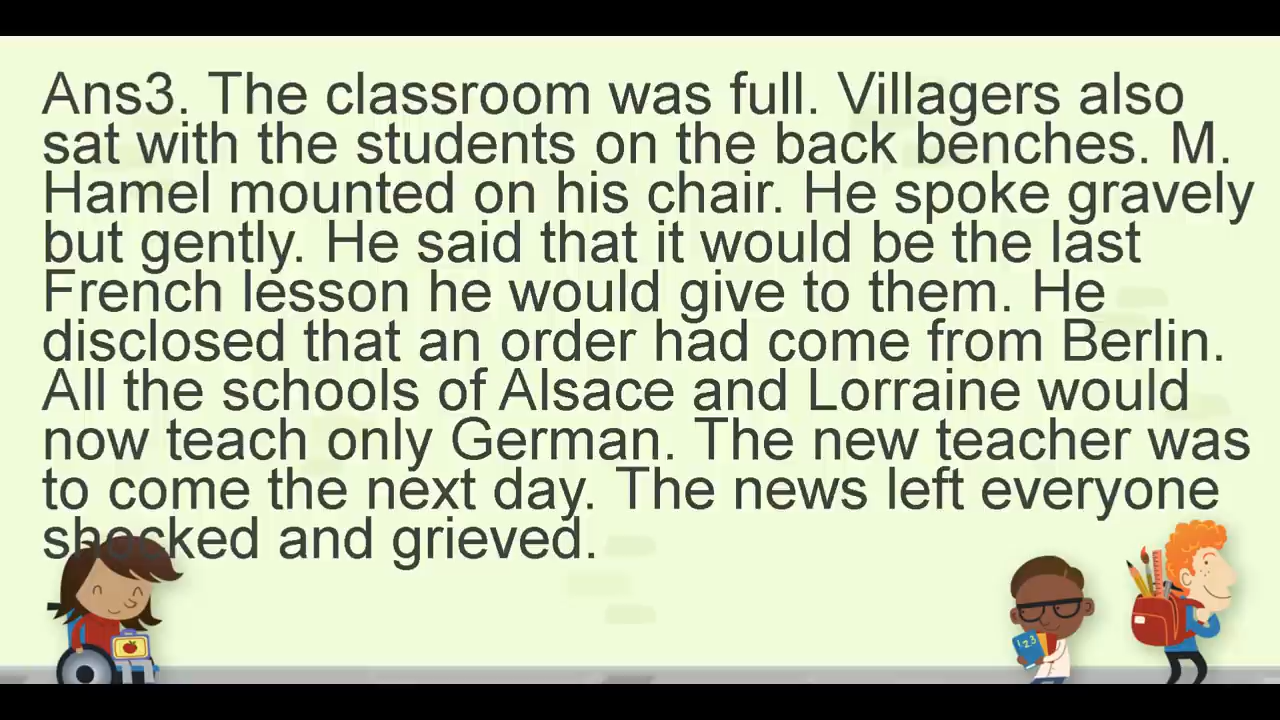 Ans3. The classroom was full. Villagers also
sat with the students on the back benches. M.
Hamel mounted on his chair. He spoke gravely
but gently. He said that it would be the last
French lesson he would give to them. He
disclosed that an order had come from Berlin.
All the schools of Alsace and Lorraine would
now teach only German. The new teacher was
to come the next day. The news left everyone
shocked and grieved.
123